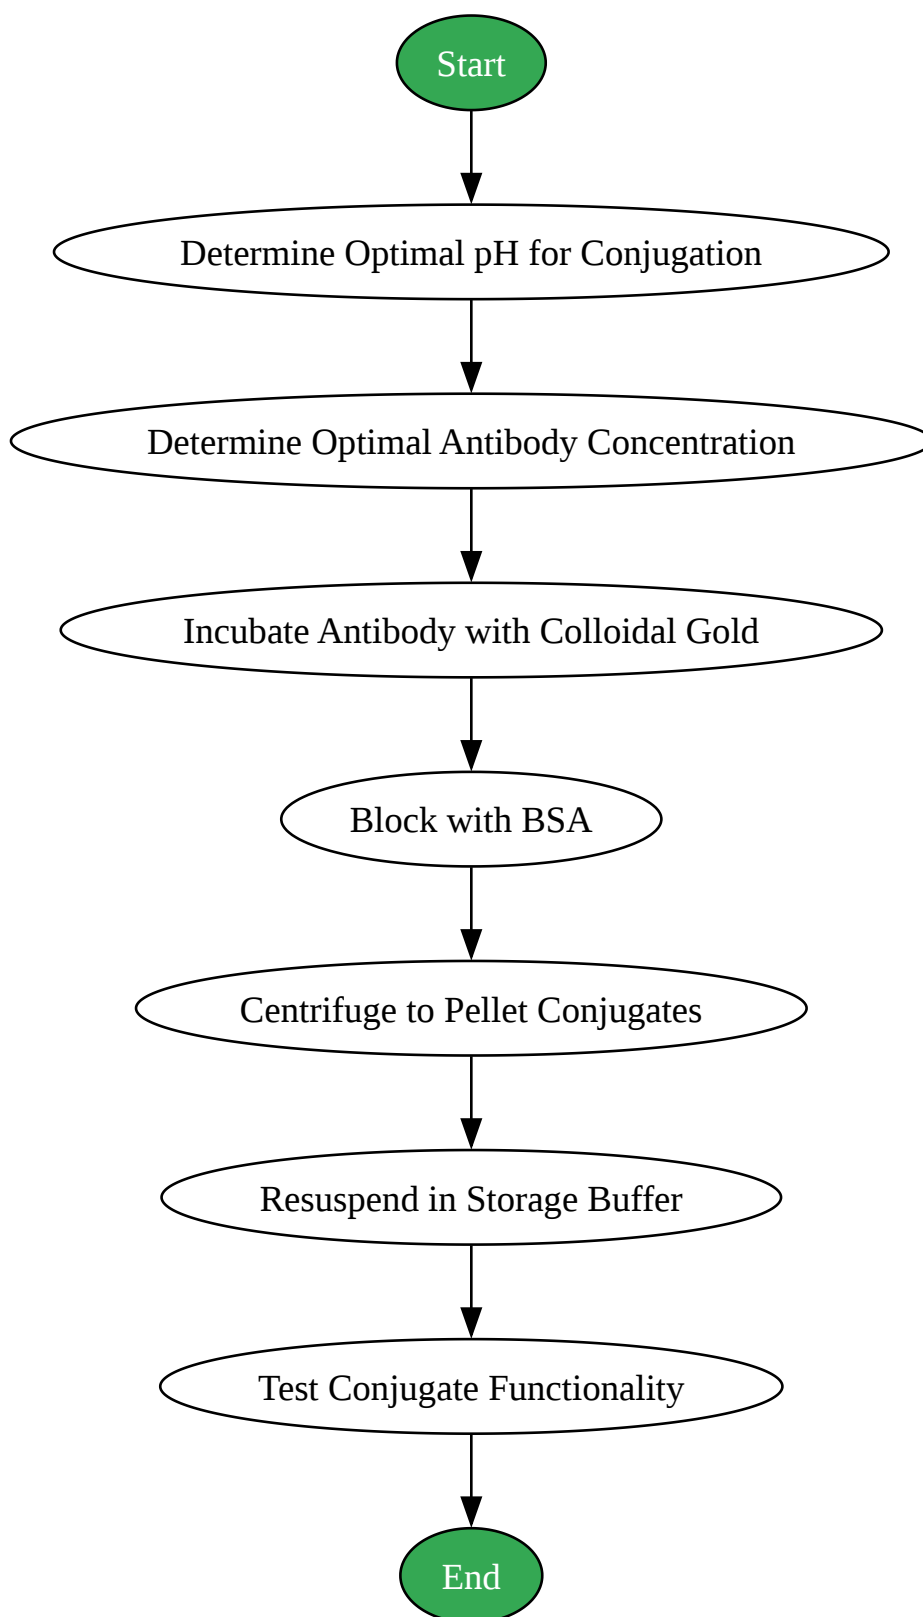 Start
Determine Optimal pH for Conjugation
Determine Optimal Antibody Concentration
Incubate Antibody with Colloidal Gold
Block with BSA
Centrifuge to Pellet Conjugates
Resuspend in Storage Buffer
Test Conjugate Functionality
End